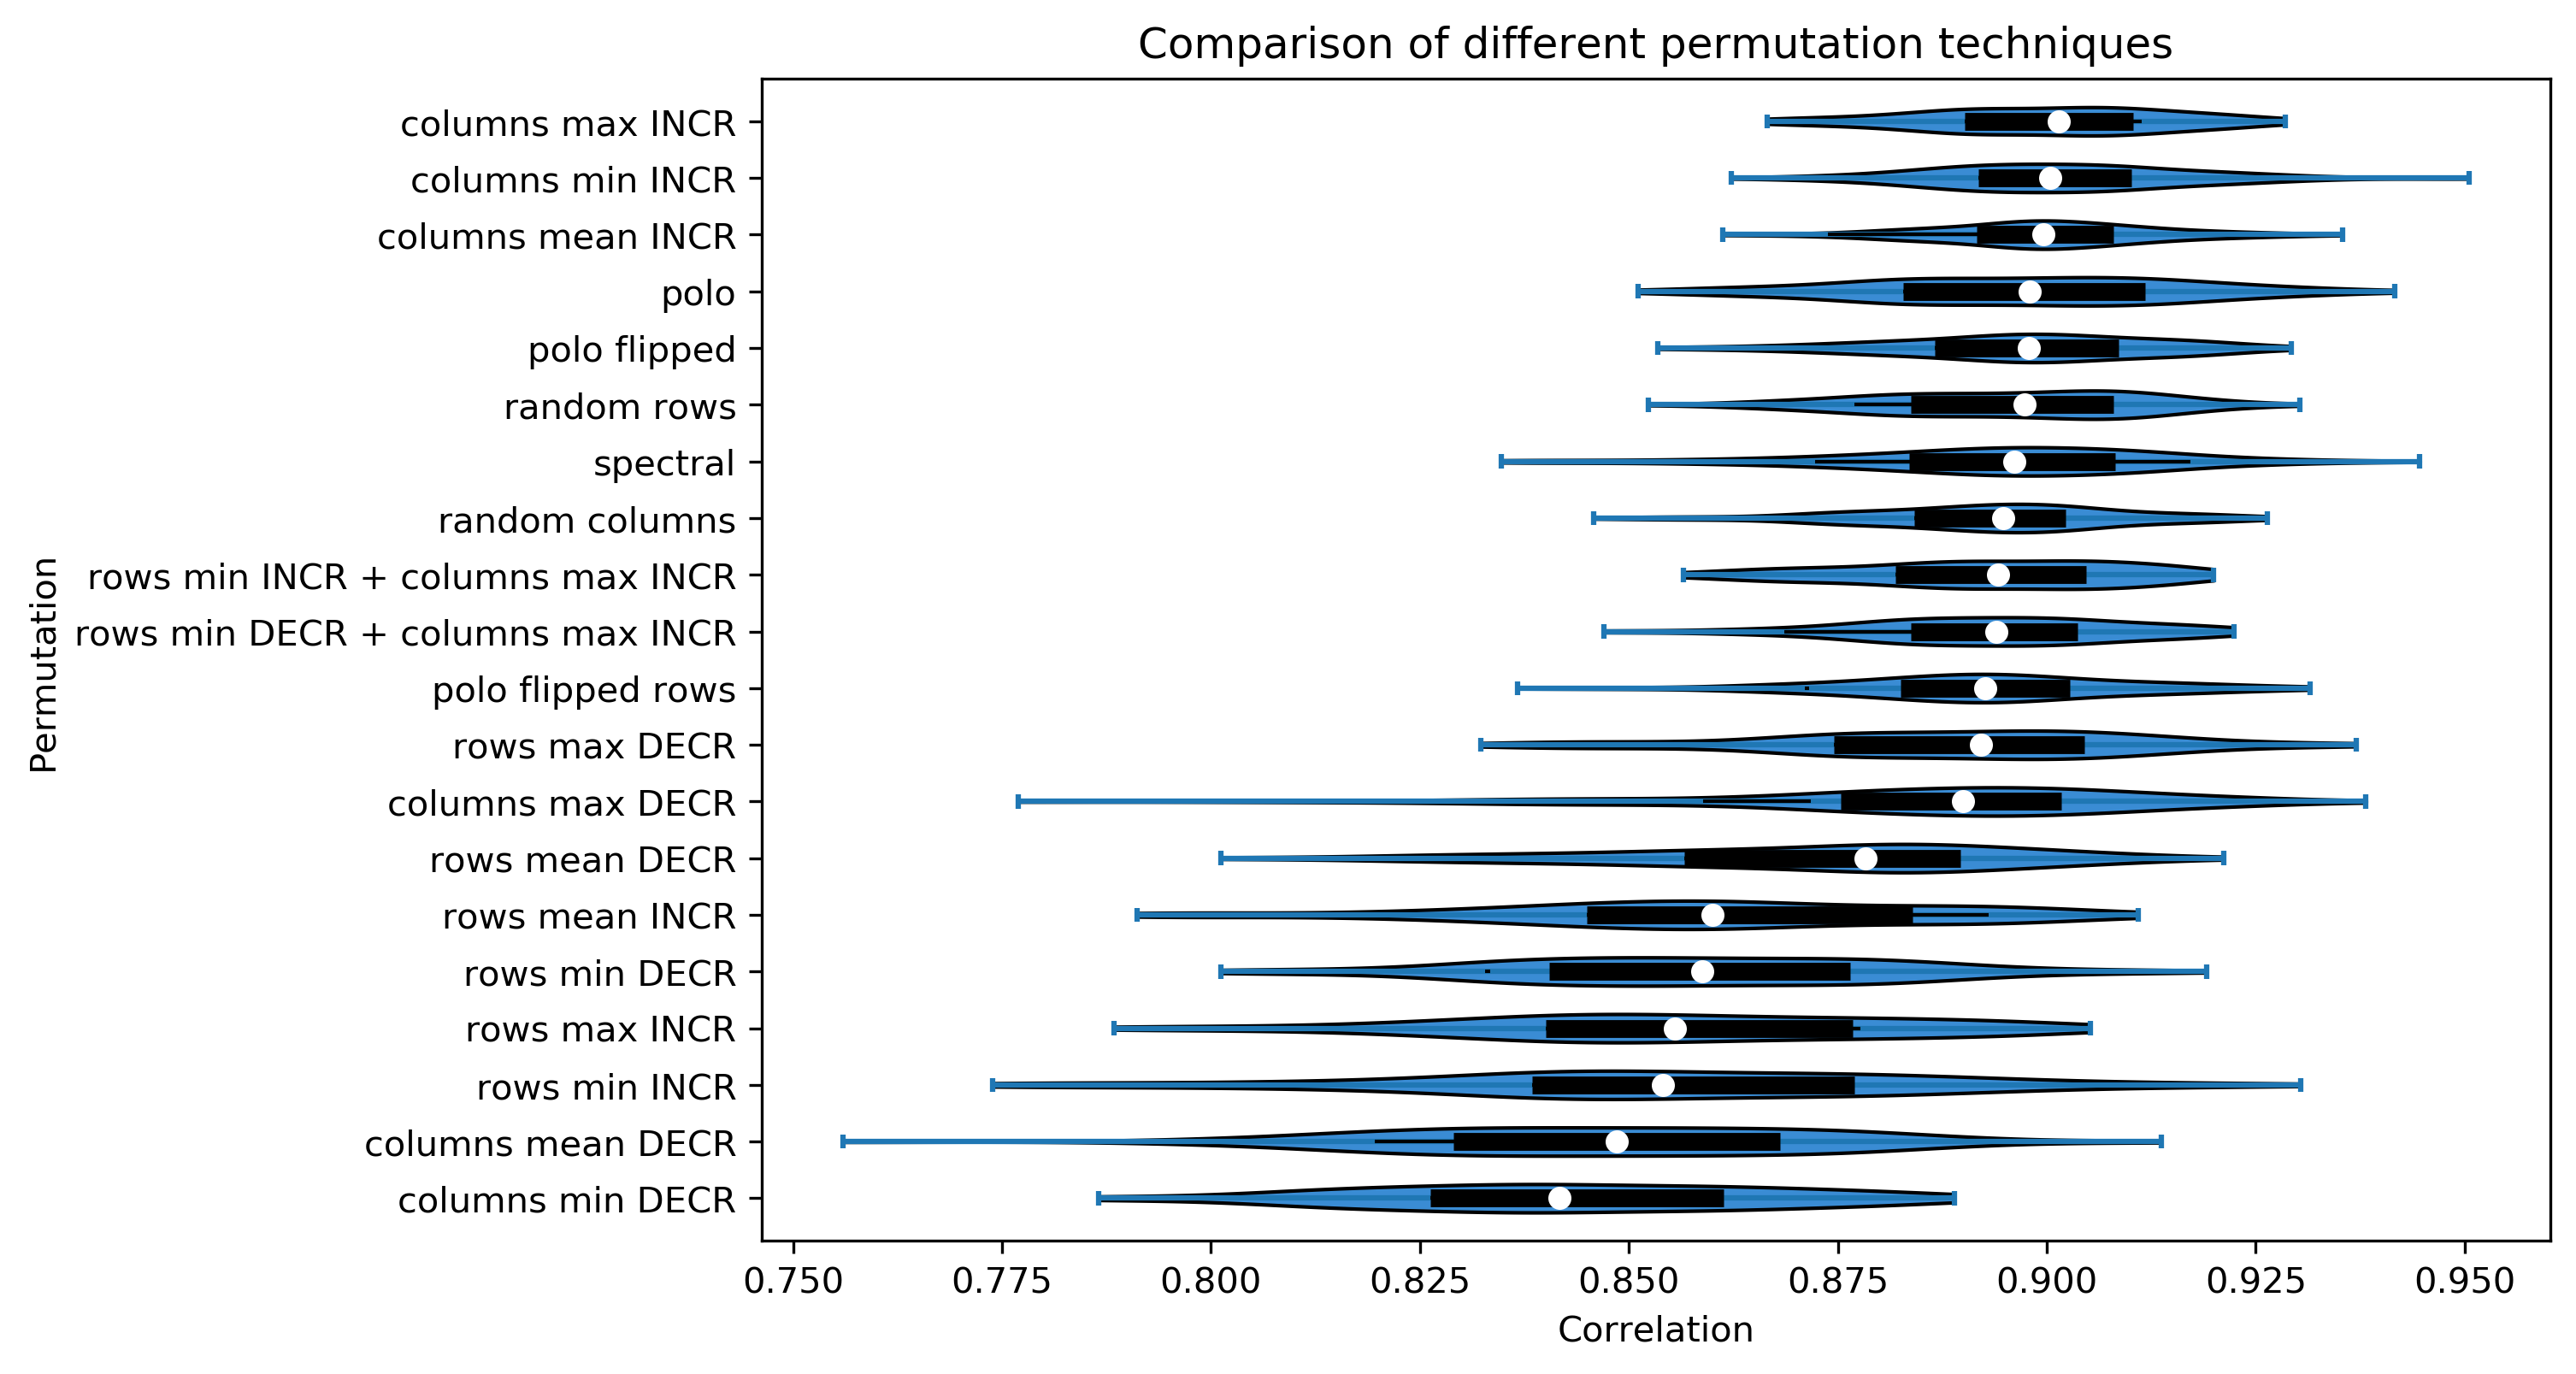 Comparison of different permutation techniques
Permutation
columns max INCR
columns min INCR
columns mean INCR
polo
polo flipped
random rows
spectral
random columns
rows min INCR + columns max INCR
rows min DECR + columns max INCR
polo flipped rows
rows max DECR
columns max DECR
rows mean DECR
rows mean INCR
rows min DECR
rows max INCR
rows min INCR
columns mean DECR
columns min DECR
0.750 0.775 0.800 0.825 0.850 0.875 0.900 0.925 0.950
Correlation